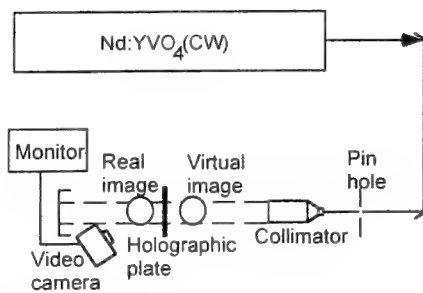 Nd:YVO4(CW)
Monitor
Real
image
Virtual
image
Pin
hole
Video
camera
Holographic
plate
Collimator